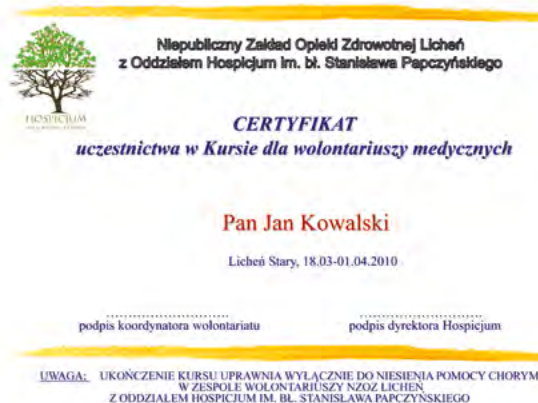 Niepubliczny Zakład Opieki Zdrowotnej Licheń
z Oddziałem Hospicjum im. bł. Stanisława Papczyńskiego
HOSPICJUM
CERTYFIKAT
uczestnictwa w Kursie dla wolontariuszy medycznych
Pan Jan Kowalski
Licheń Stary, 18.03-01.04.2010
podpis koordynatora wolontariatu
podpis dyrektora Hospicjum
UWAGA: UKOŃCZENIE KURSU UPRAWNIA WYŁĄCZNIE DO NIESIENIA POMOCY CHORYM
W ZESPOLE WOLONTARIUSZY NZOZ LICHEŃ
Z ODDZIAŁEM HOSPICJUM IM. BŁ. STANISŁAWA PAPCZYŃSKIEGO